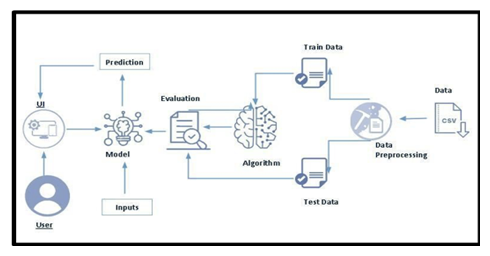 Train Data
Prediction
Data
Evaluation
UI
CSV
Model
Algorithm
Data
Preprocessing
Inputs
Test Data
User